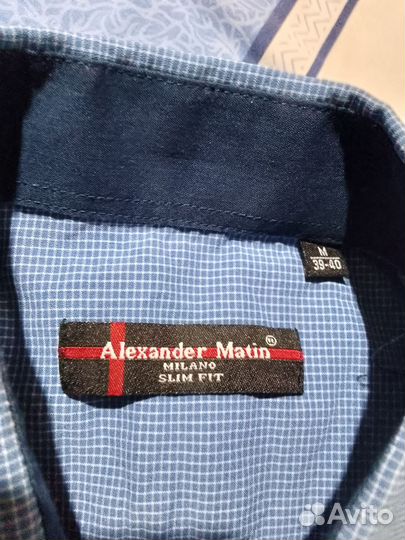 M
39-40
Alexander Matin ®
MILANO
SLIM FIT
Avito